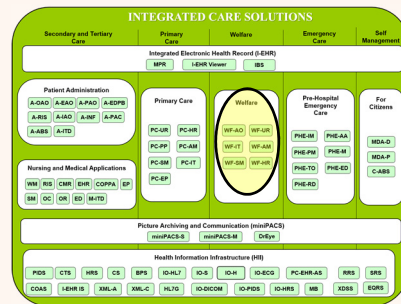 INTEGRATED CARE SOLUTIONS
Secondary and Tertiary Care
Primary Care
Welfare
Emergency Care
Self Management
Integrated Electronic Health Record (I-EHR)
MPR I-EHR Viewer IBS
Patient Administration
A-OAO A-EAO A-PAO A-EDPB
A-RIS A-IAO A-INF A-PAC
A-ABS A-ITD
Nursing and Medical Applications
WM RIS CMR EHR COPPA EP
SM OC OR ED M-ITD
Primary Care
PC-UR PC-HR
PC-PP PC-AM
PC-SM PC-IT
PC-EP
Welfare
WF-AO WF-UR
WF-IT WF-AM
WF-SM WF-HR
Pre-Hospital Emergency Care
PHE-IM PHE-AA
PHE-PM PHE-M
PHE-TO PHE-ED
PHE-RD
For Citizens
MDA-D
MDA-P
C-ABS
Picture Archiving and Communication (miniPACS)
miniPACS-S miniPACS-M DrEye
Health Information Infrastructure (HII)
PIDS CTS HRS CS BPS IO-HL7 IO-S IO-H IO-ECG PC-EHR-AS RRS SRS
COAS I-EHR IS XML-A XML-C HL7G IO-DICOM IO-PIDS IO-HRS MB XDSS EQRS